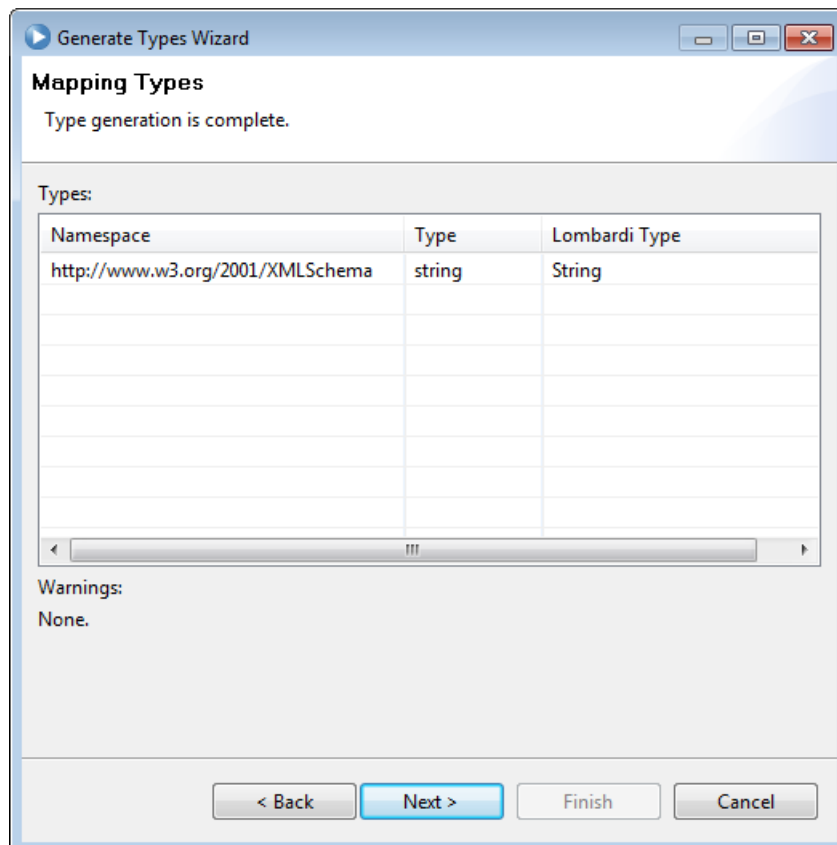 Generate Types Wizard
Mapping Types
Type generation is complete.
Types:
Namespace Type Lombardi Type
http://www.w3.org/2001/XMLSchema string String
Warnings:
None.
< Back Next > Finish Cancel